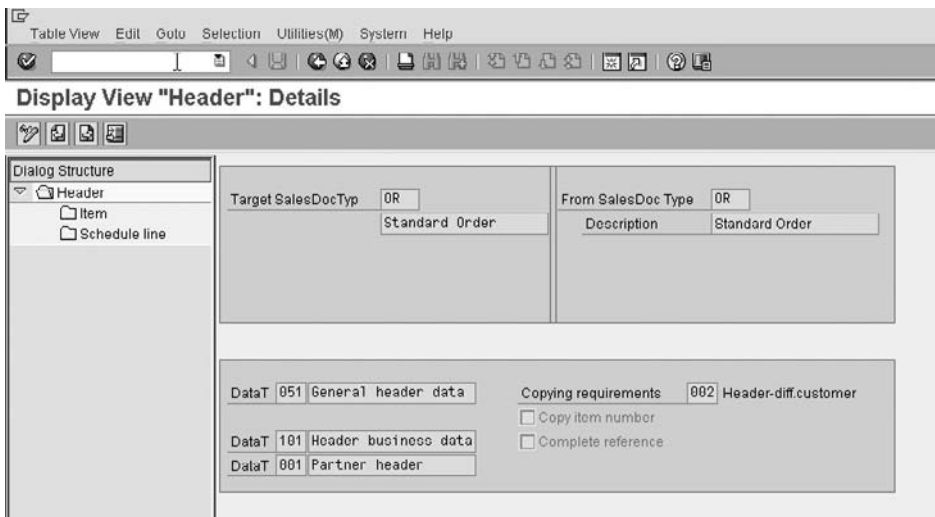 Table View Edit Goto Selection Utilities(M) System Help
Display View "Header": Details
Dialog Structure
Header
Item
Schedule line
Target SalesDocTyp OR
Standard Order
From SalesDoc Type OR
Description Standard Order
DataT 051 General header data
Copying requirements 002 Header-diff.customer
Copy item number
DataT 101 Header business data
Complete reference
DataT 001 Partner header